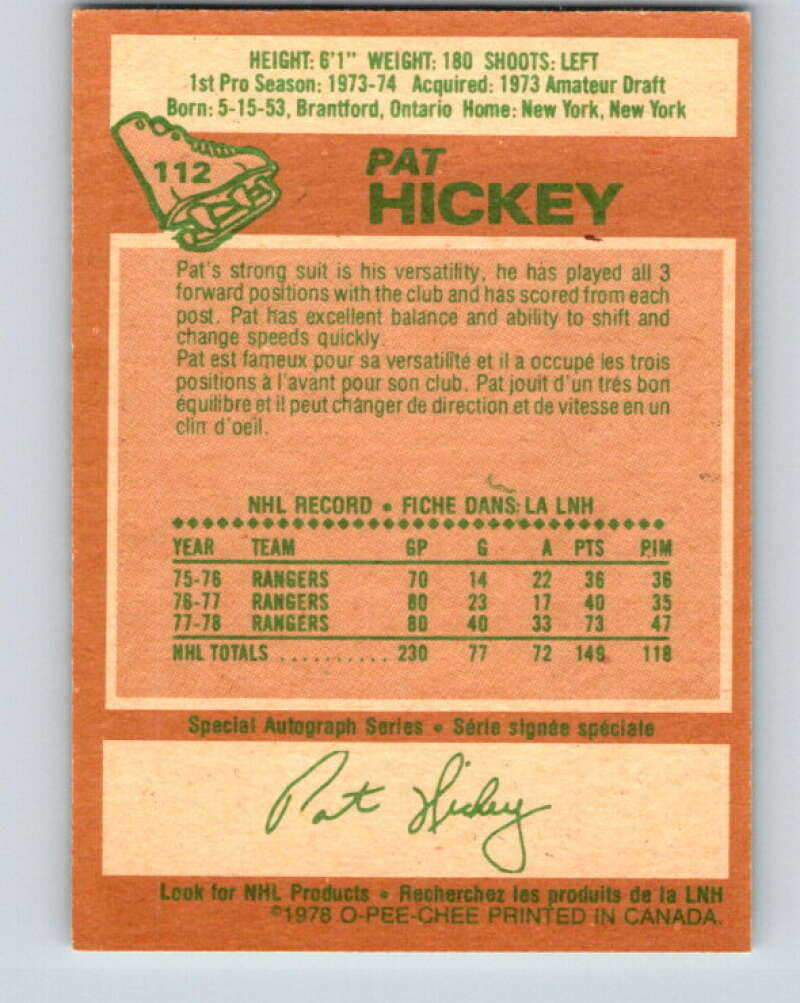 HEIGHT: 6'1" WEIGHT: 180 SHOOTS: LEFT
1st Pro Season: 1973-74 Acquired: 1973 Amateur Draft
Born: 5-15-53, Brantford, Ontario Home: New York, New York
112
PAT
HICKEY
Pat's strong suit is his versatility, he has played all 3
forward positions with the club and has scored from each
post. Pat has excellent balance and ability to shift and
change speeds quickly.
Pat est fameux pour sa versatilité et il a occupé les trois
positions à l'avant pour son club. Pat jouit d'un trés bon
équilibre et il peut changer de direction et de vitesse en un
clin d'oeil.
NHL RECORD • FICHE DANS LA LNH
YEAR TEAM GP G A PTS PIM
75-76 RANGERS 70 14 22 36 36
76-77 RANGERS 80 23 17 40 35
77-78 RANGERS 80 40 33 73 47
NHL TOTALS .......... 230 77 72 149 118
Special Autograph Series • Série signée spéciale
Pat Hickey
Look for NHL Products • Recherchez les produits de la LNH
©1978 O-PEE-CHEE PRINTED IN CANADA.